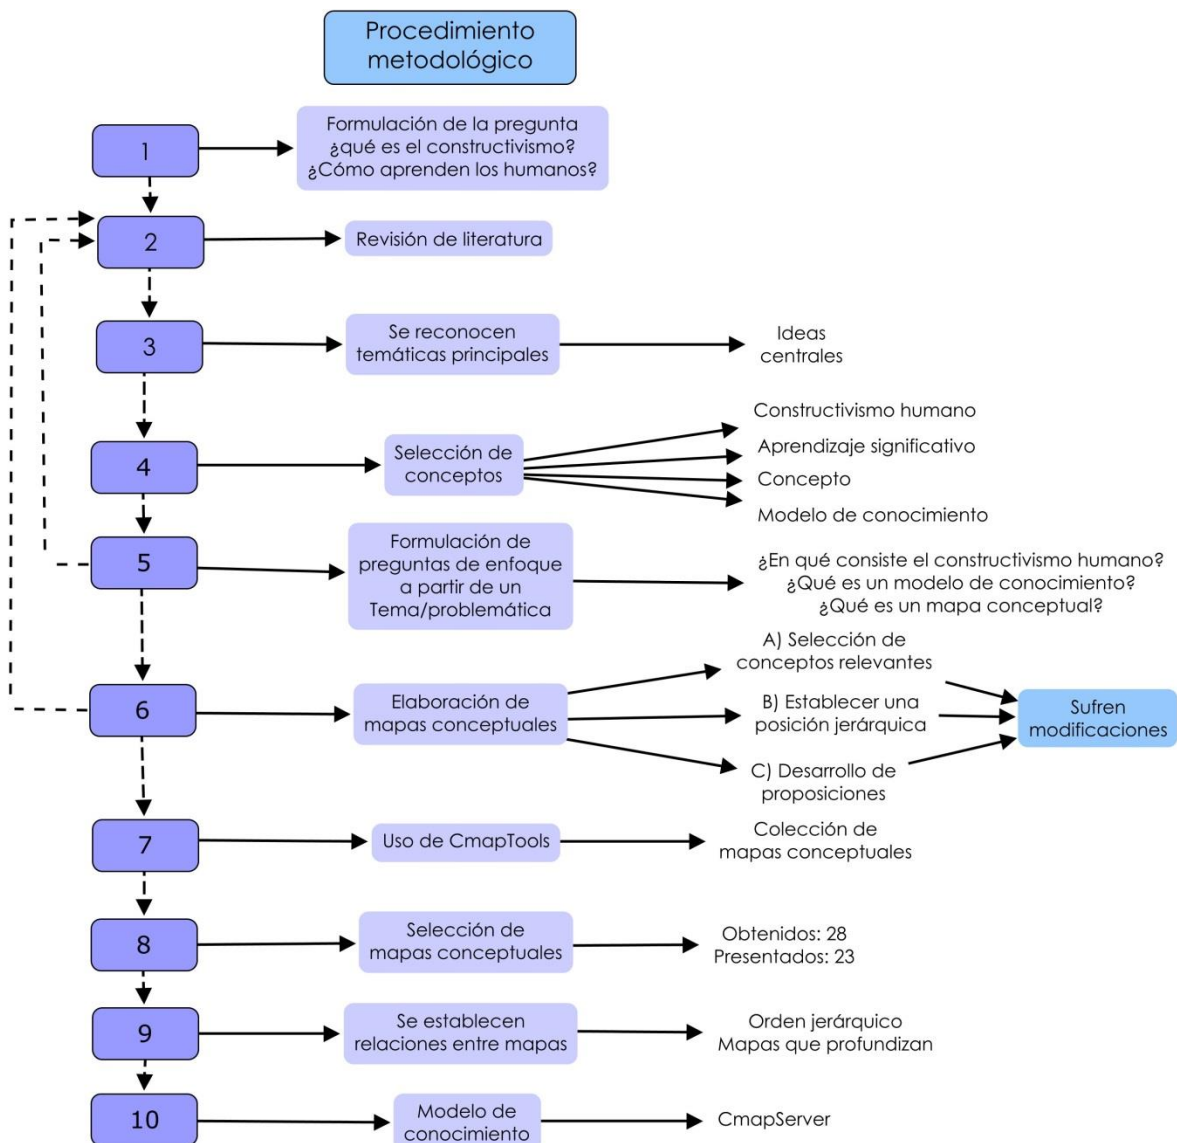 Procedimiento
metodológico
1
Formulación de la pregunta
¿qué es el constructivismo?
¿Cómo aprenden los humanos?
2
Revisión de literatura
3
Se reconocen
temáticas principales
Ideas
centrales
4
Selección de
conceptos
Constructivismo humano
Aprendizaje significativo
Concepto
Modelo de conocimiento
5
Formulación de
preguntas de enfoque
a partir de un
Tema/problemática
¿En qué consiste el constructivismo humano?
¿Qué es un modelo de conocimiento?
¿Qué es un mapa conceptual?
6
Elaboración de
mapas conceptuales
A) Selección de
conceptos relevantes
B) Establecer una
posición jerárquica
C) Desarrollo de
proposiciones
Sufren
modificaciones
7
Uso de CmapTools
Colección de
mapas conceptuales
8
Selección de
mapas conceptuales
Obtenidos: 28
Presentados: 23
9
Se establecen
relaciones entre mapas
Orden jerárquico
Mapas que profundizan
10
Modelo de
conocimiento
CmapServer